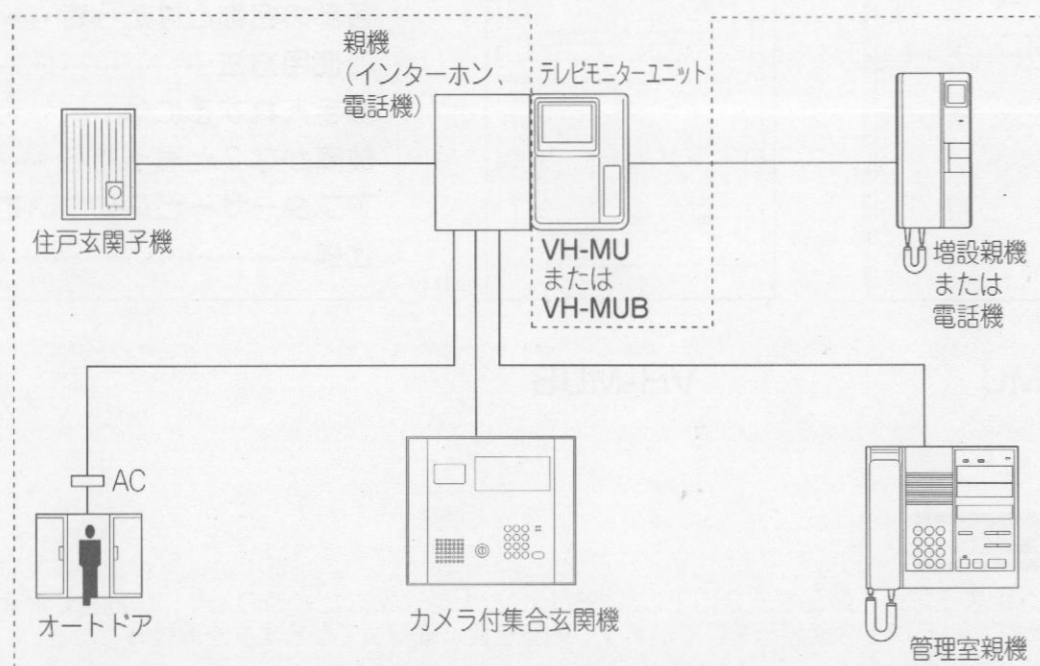 親機
（インターホン、
電話機）
テレビモニターユニット
住戸玄関子機
VH-MU
または
VH-MUB
増設親機
または
電話機
AC
オートドア
カメラ付集合玄関機
管理室親機